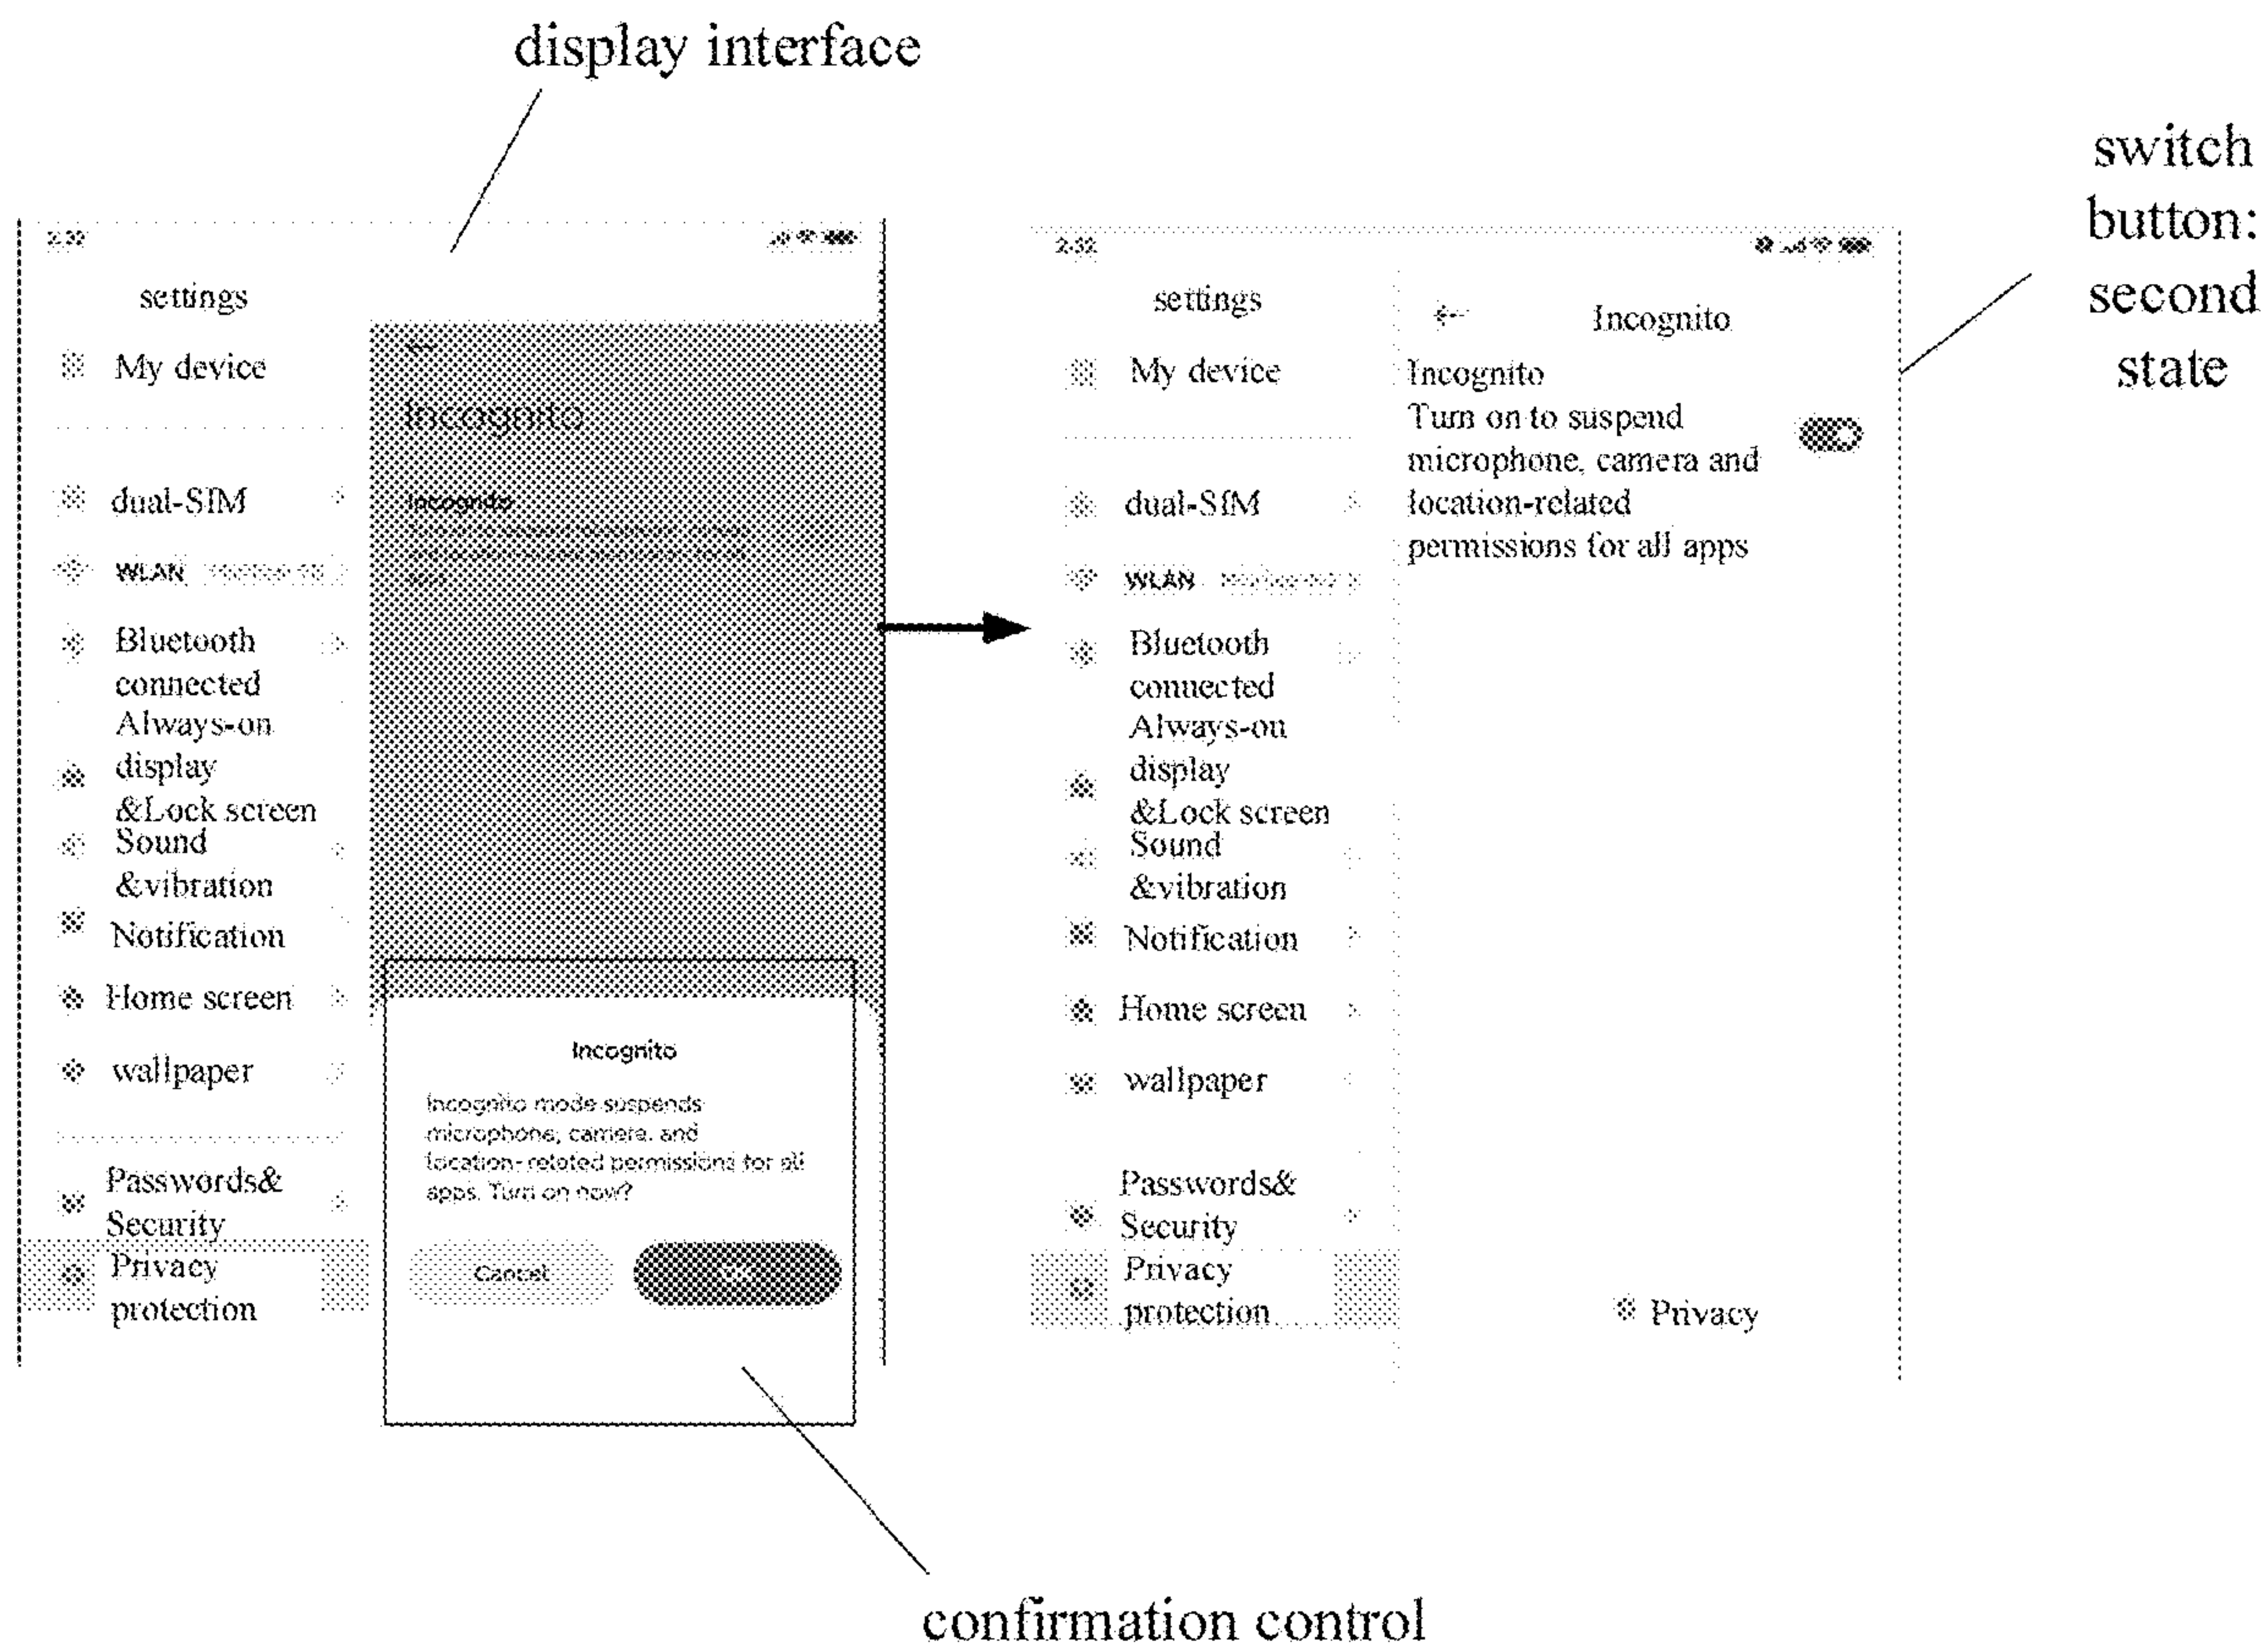 display interface
settings
My device
dual-SIM
WLAN
Bluetooth
connected
Always-on
display
&Lock screen
Sound
&vibration
Notification
Home screen
wallpaper
Passwords&
Security
Privacy
protection
Incognito
Incognito
Incognito
Incognito mode suspends
microphone, camera, and
location-related permissions for all
apps. Turn on now?
Cancel
confirmation control
settings
My device
dual-SIM
WLAN
Bluetooth
connected
Always-on
display
&Lock screen
Sound
&vibration
Notification
Home screen
wallpaper
Passwords&
Security
Privacy
protection
Incognito
Incognito
Turn on to suspend
microphone, camera and
location-related
permissions for all apps
Privacy
switch
button:
second
state